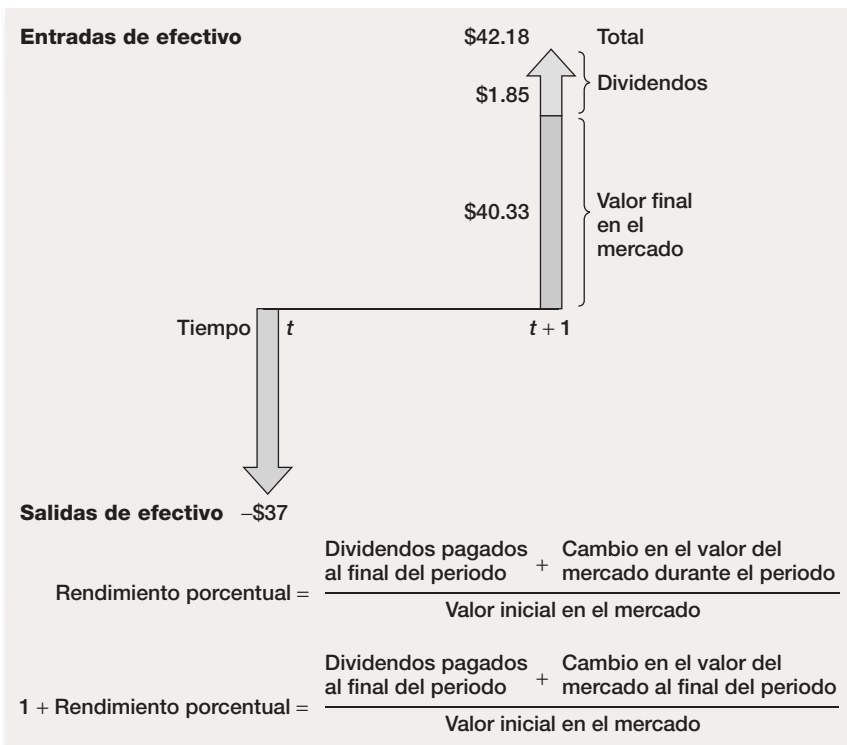 Entradas de efectivo $42.18 Total
$1.85 Dividendos
$40.33 Valor final
en el
mercado
Tiempo t t + 1
Salidas de efectivo –$37
Dividendos pagados + Cambio en el valor del
al final del periodo mercado durante el periodo
Rendimiento porcentual =
Valor inicial en el mercado
Dividendos pagados + Cambio en el valor del
al final del periodo mercado al final del periodo
1 + Rendimiento porcentual =
Valor inicial en el mercado